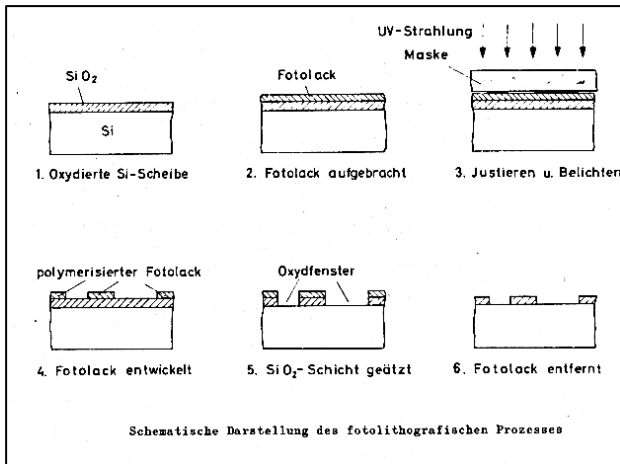 SiO₂
Si
1. Oxydierte Si-Scheibe
Fotolack
2. Fotolack aufgebracht
UV-Strahlung
Maske
3. Justieren u. Belichten
polymerisierter Fotolack
4. Fotolack entwickelt
Oxydfenster
5. SiO₂-Schicht geätzt
6. Fotolack entfernt
Schematische Darstellung des fotolithografischen Prozesses